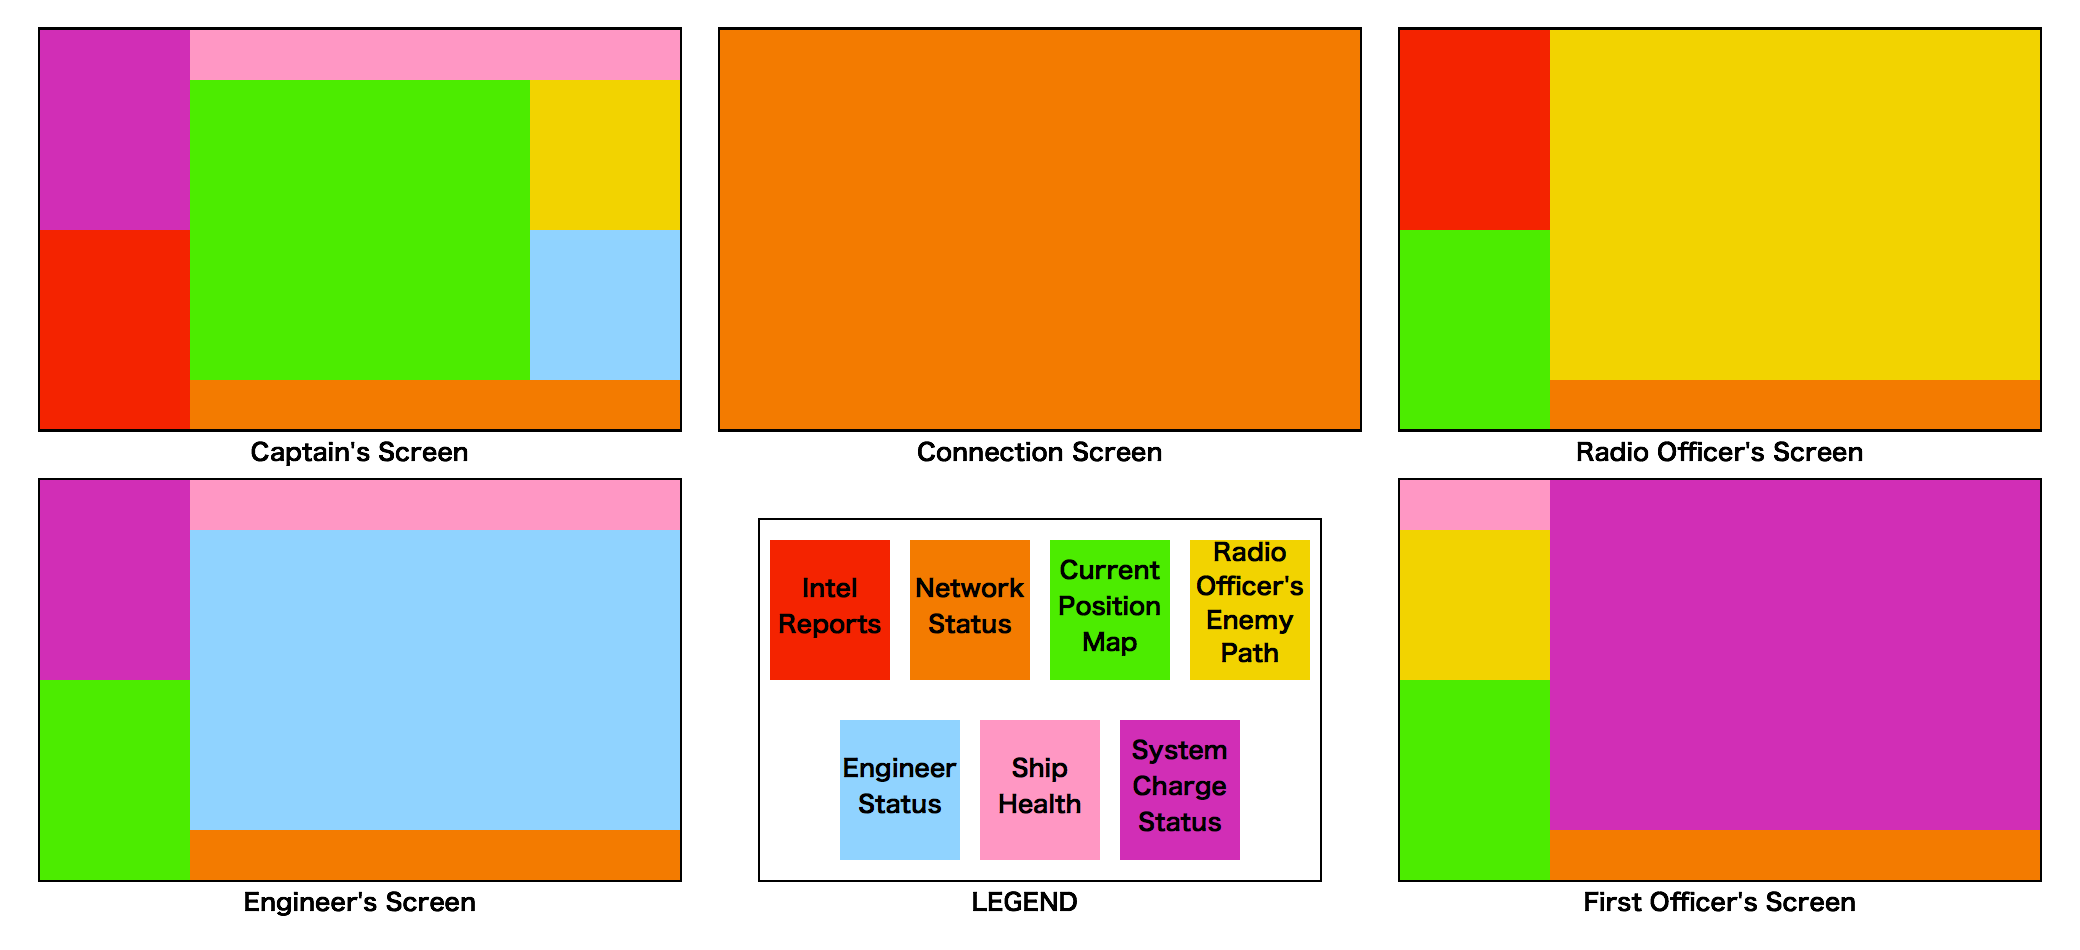 Captain's Screen
Connection Screen
Radio Officer's Screen
Intel
Reports
Network
Status
Current
Position
Map
Radio
Officer's
Enemy
Path
Engineer
Status
Ship
Health
System
Charge
Status
Engineer's Screen
LEGEND
First Officer's Screen